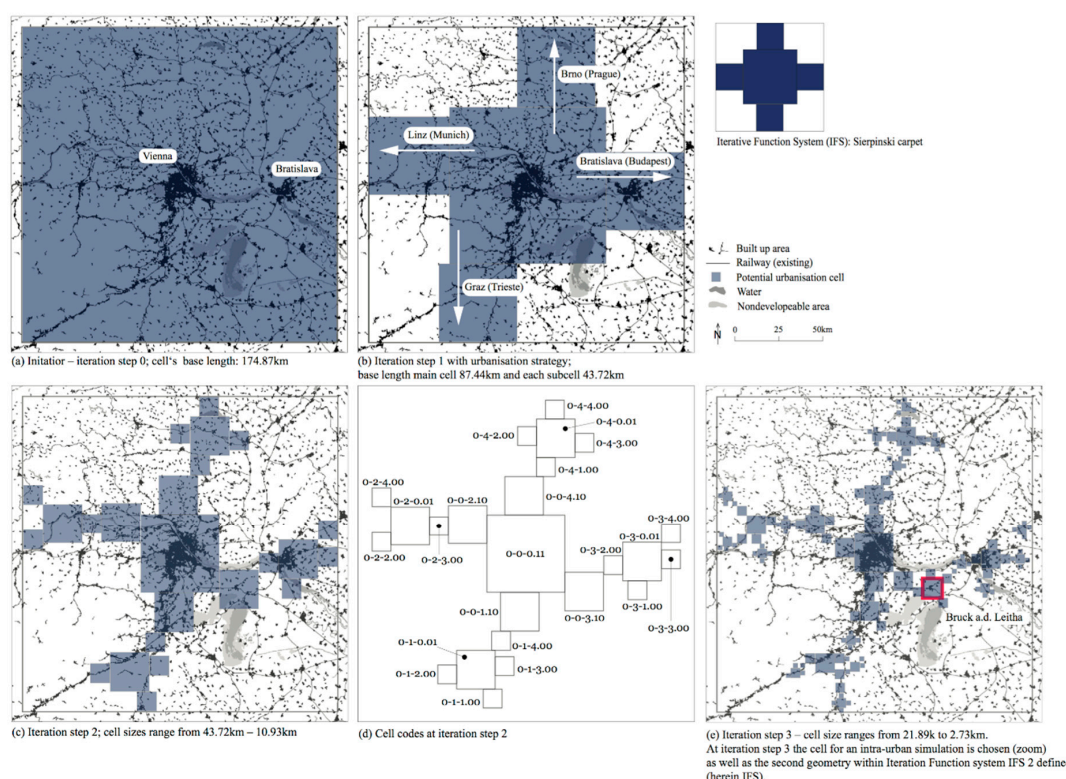 Vienna
Bratislava
(a) Initatior – iteration step 0; cell's base length: 174.87km
Brno (Prague)
Linz (Munich)
Bratislava (Budapest)
Graz (Trieste)
(b) Iteration step 1 with urbanisation strategy;
base length main cell 87.44km and each subcell 43.72km
Iterative Function System (IFS): Sierpinski carpet
Built up area
Railway (existing)
Potential urbanisation cell
Water
Nondevelopeable area
N
0 25 50km
(c) Iteration step 2; cell sizes range from 43.72km – 10.93km
0-4-4.00
0-4-0.01
0-4-2.00
0-4-3.00
0-4-1.00
0-2-4.00
0-2-0.01
0-0-2.10
0-0-4.10
0-2-2.00
0-2-3.00
0-0-0.11
0-3-4.00
0-3-0.01
0-3-2.00
0-3-1.00
0-0-3.10
0-3-3.00
0-0-1.10
0-1-0.01
0-1-4.00
0-1-2.00
0-1-3.00
0-1-1.00
(d) Cell codes at iteration step 2
Bruck a.d. Leitha
(e) Iteration step 3 – cell size ranges from 21.89k to 2.73km.
At iteration step 3 the cell for an intra-urban simulation is chosen (zoom)
as well as the second geometry within Iteration Function system IFS 2 define
(herein IFS)